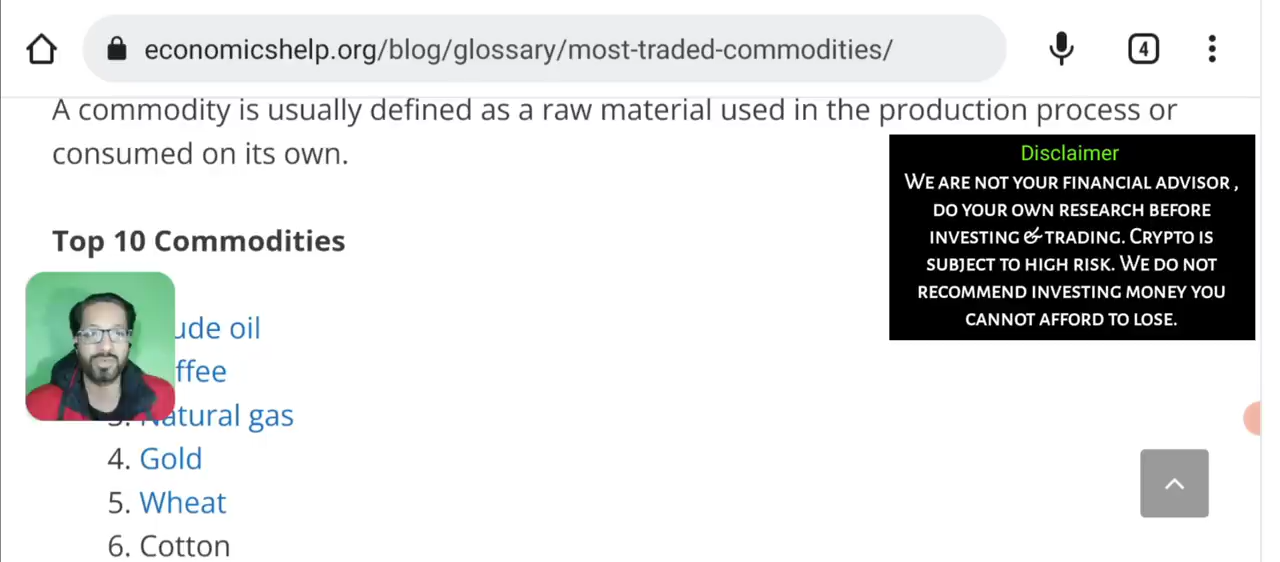 economicshelp.org/blog/glossary/most-traded-commodities/
4
A commodity is usually defined as a raw material used in the production process or
consumed on its own.
Disclaimer
WE ARE NOT YOUR FINANCIAL ADVISOR ,
DO YOUR OWN RESEARCH BEFORE
INVESTING & TRADING. CRYPTO IS
SUBJECT TO HIGH RISK. WE DO NOT
RECOMMEND INVESTING MONEY YOU
CANNOT AFFORD TO LOSE.
Top 10 Commodities
ude oil
ffee
3. Natural gas
4. Gold
5. Wheat
6. Cotton